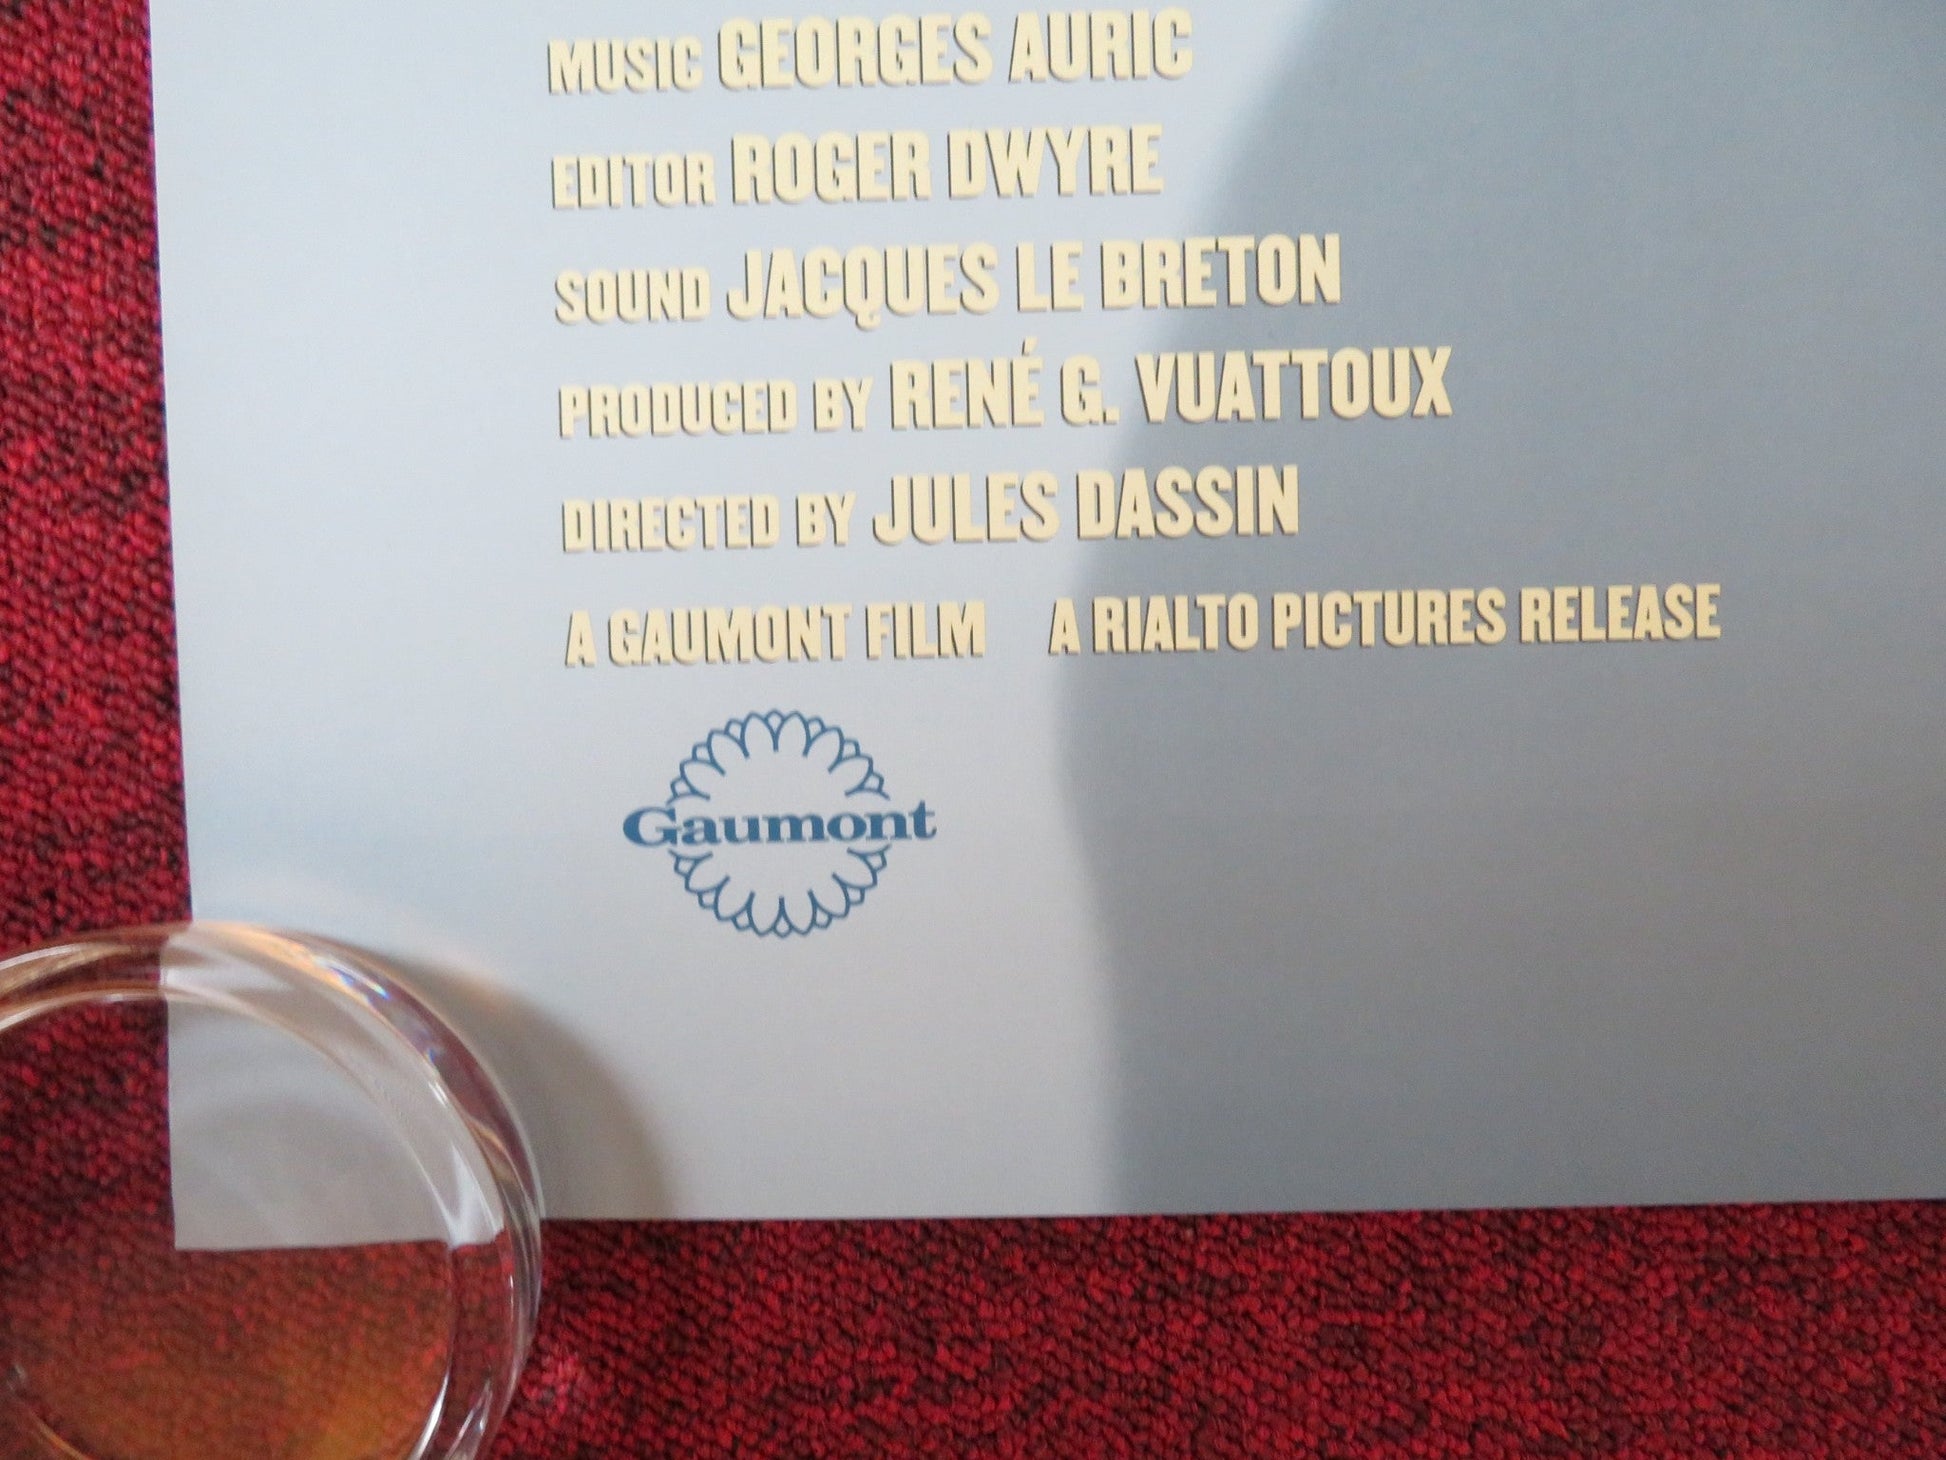 MUSIC GEORGES AURIC
EDITOR ROGER DWYRE
SOUND JACQUES LE BRETON
PRODUCED BY RENÉ G. VUATTOUX
DIRECTED BY JULES DASSIN
A GAUMONT FILM A RIALTO PICTURES RELEASE
Gaumont